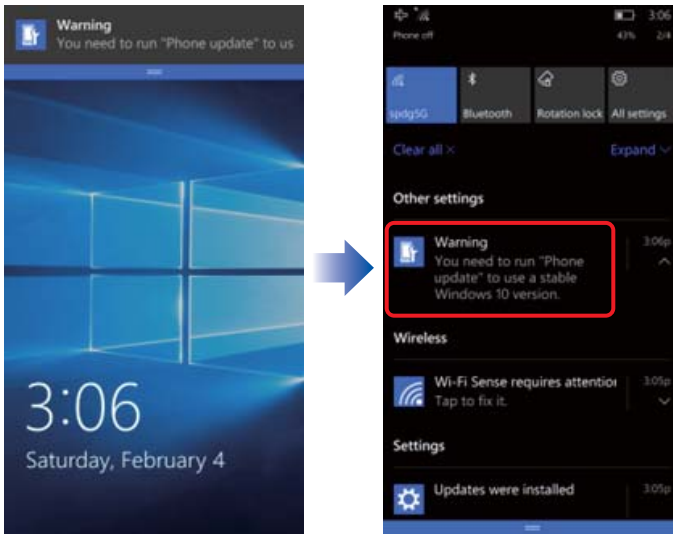 Warning
You need to run "Phone update" to us
3:06
Saturday, February 4
3:06
Phone off
43% 2/4
spdg5G Bluetooth Rotation lock All settings
Clear all × Expand
Other settings
Warning 3:06p
You need to run "Phone
update" to use a stable
Windows 10 version.
Wireless
Wi-Fi Sense requires attentio 3:05p
Tap to fix it.
Settings
Updates were installed 3:05p